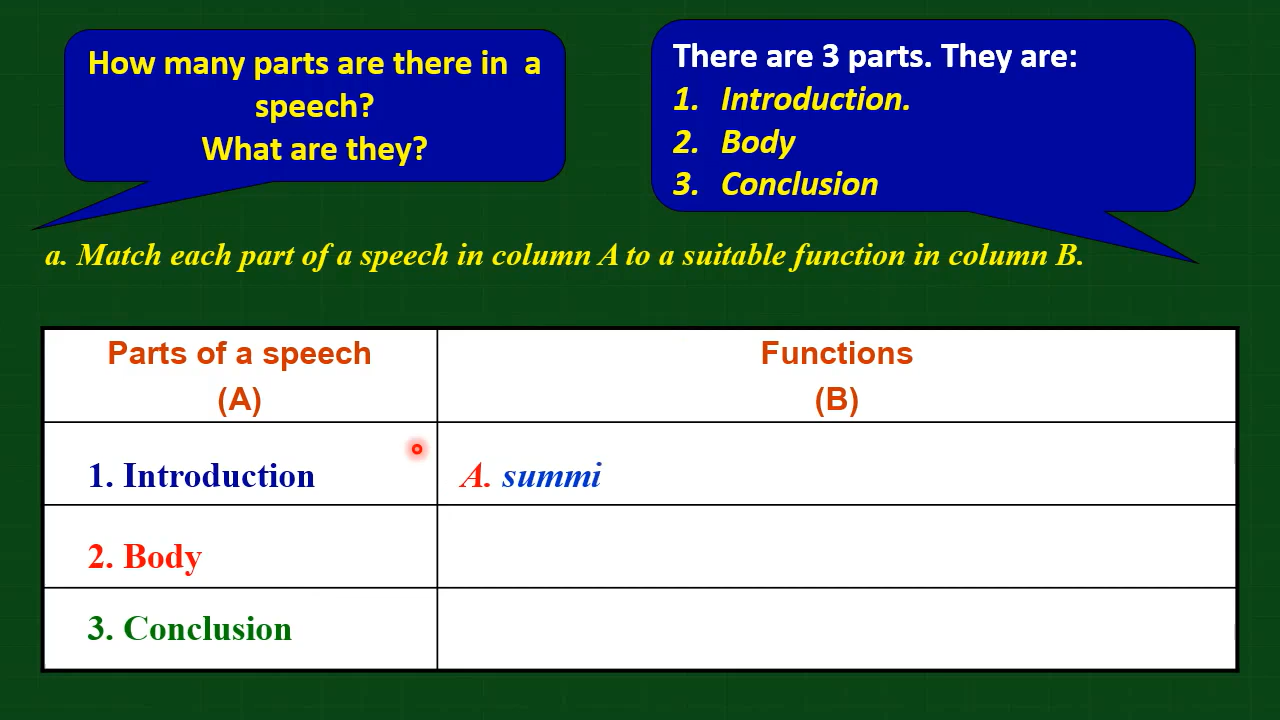 How many parts are there in a
speech?
What are they?
There are 3 parts. They are:
1. Introduction.
2. Body
3. Conclusion
a. Match each part of a speech in column A to a suitable function in column B.
Parts of a speech
(A)
Functions
(B)
1. Introduction
A. summi
2. Body
3. Conclusion